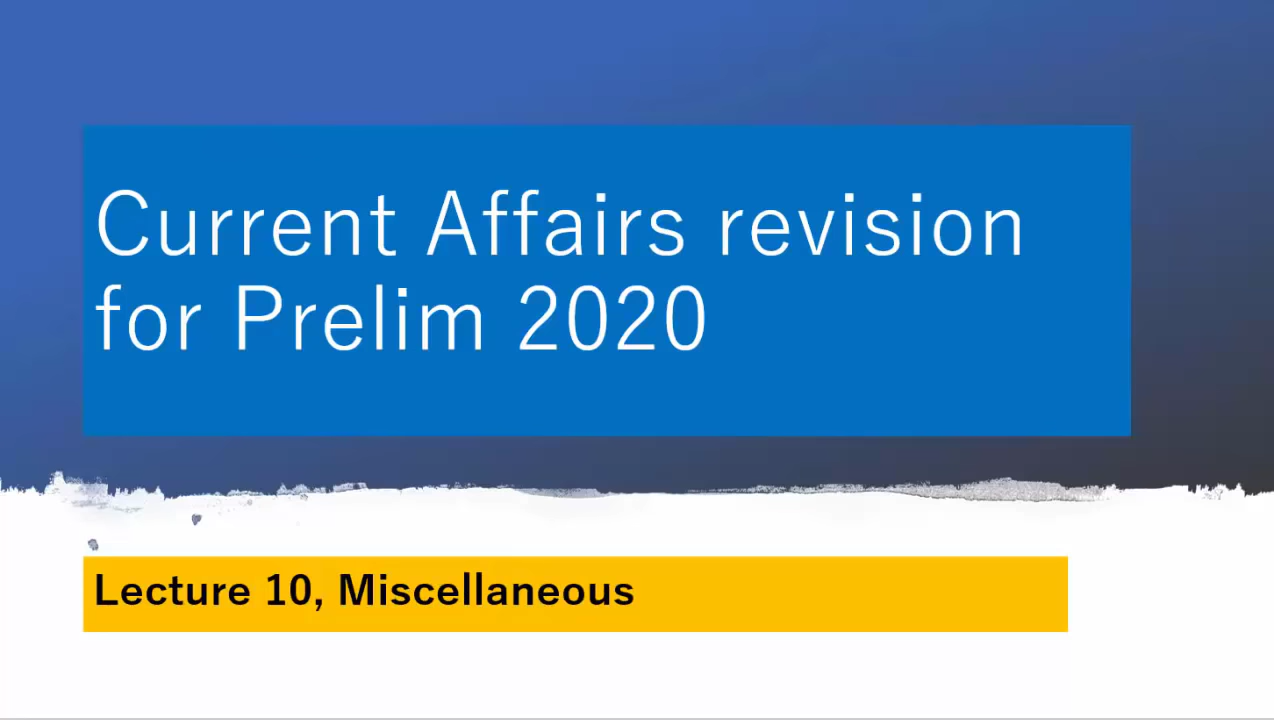 Current Affairs revision
for Prelim 2020
Lecture 10, Miscellaneous